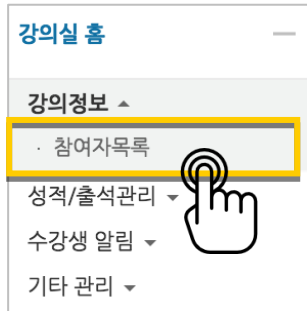 강의실 홈
강의정보
· 참여자목록
성적/출석관리
수강생 알림
기타 관리